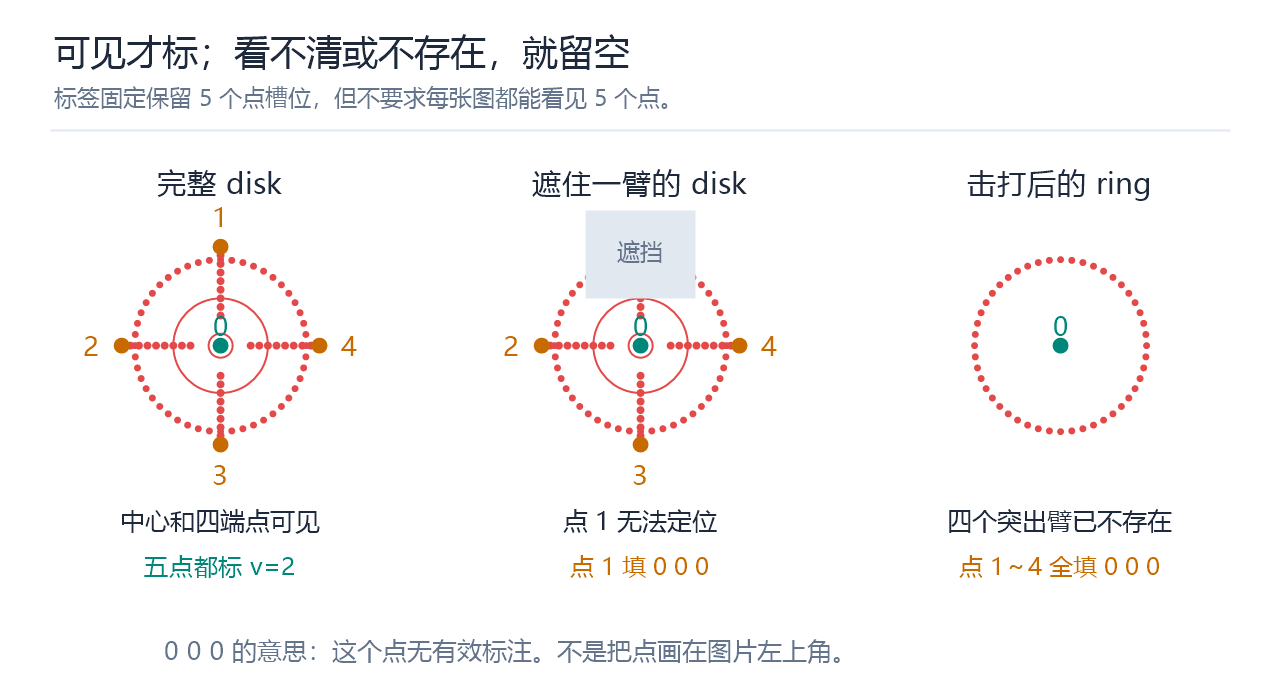 可见才标；看不清或不存在，就留空
标签固定保留 5 个点槽位，但不要求每张图都能看见 5 个点。
完整 disk
1
0
2
4
3
中心和四端点可见
五点都标 v=2
遮住一臂的 disk
遮挡
0
2
4
3
点 1 无法定位
点 1 填 0 0 0
击打后的 ring
0
四个突出臂已不存在
点 1~4 全填 0 0 0
0 0 0 的意思：这个点无有效标注。不是把点画在图片左上角。